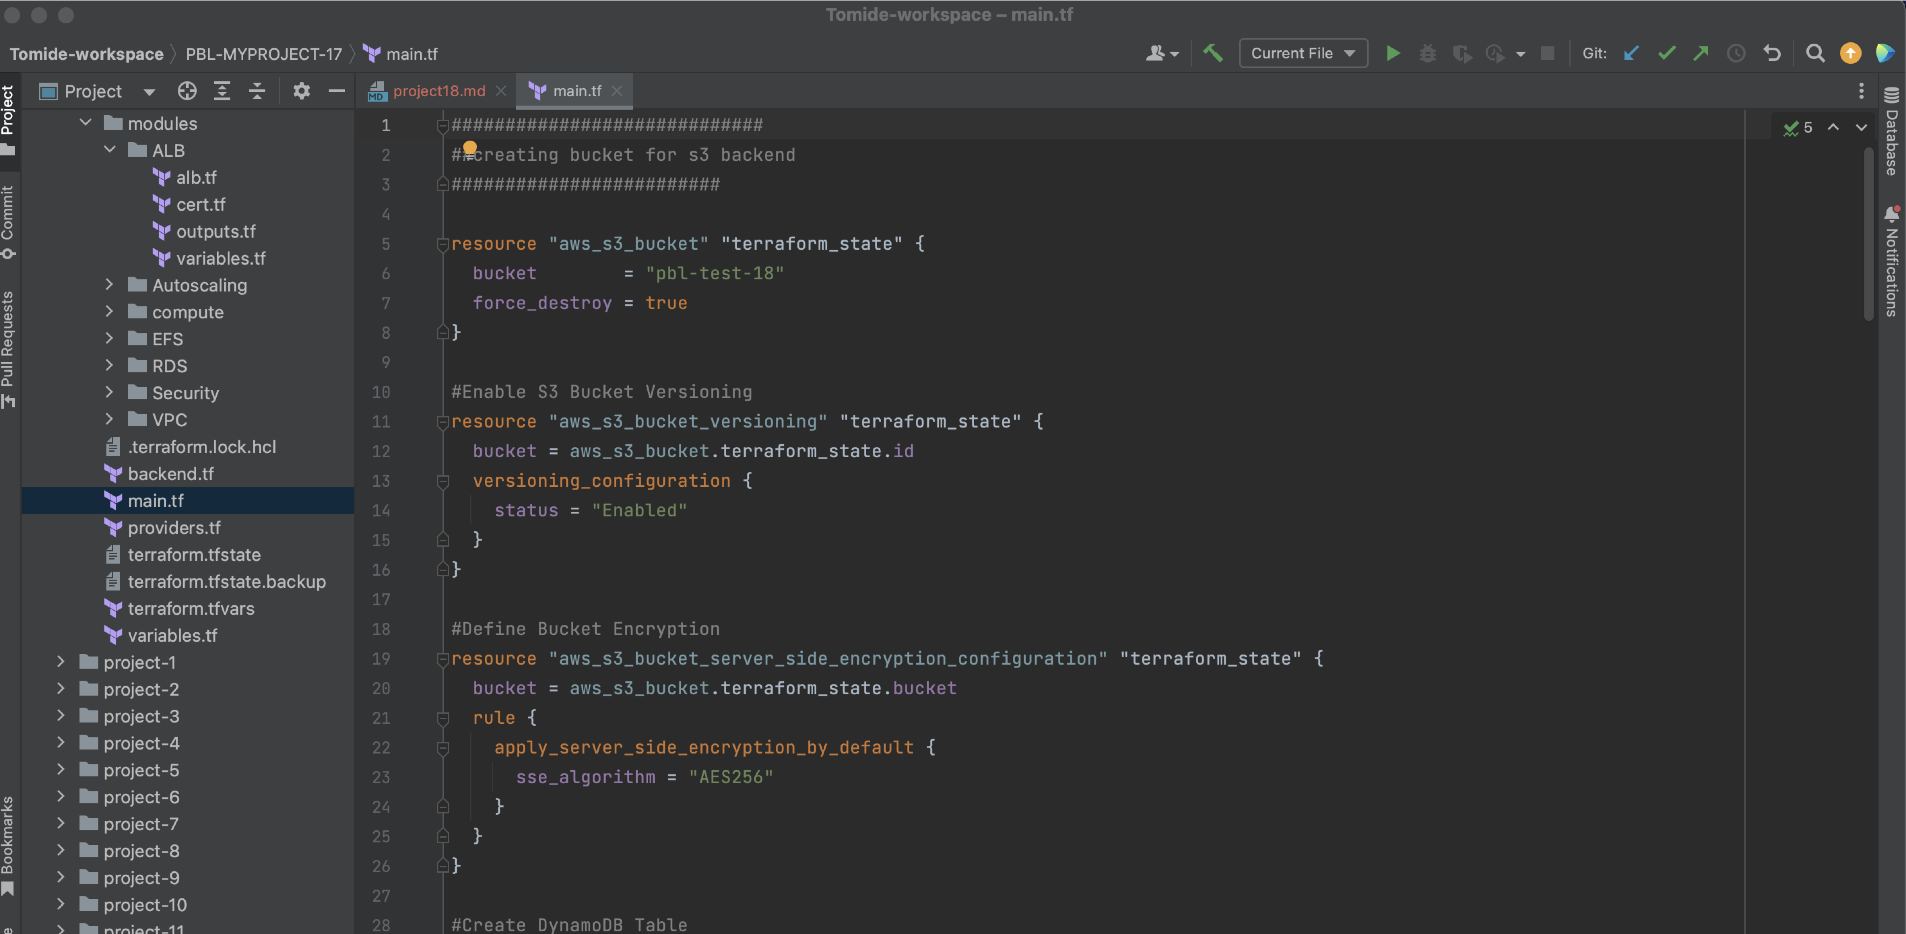 Tomide-workspace – main.tf
Tomide-workspace
PBL-MYPROJECT-17
main.tf
Current File
Git:
Project
Commit
Pull Requests
Bookmarks
Project
modules
ALB
alb.tf
cert.tf
outputs.tf
variables.tf
Autoscaling
compute
EFS
RDS
Security
VPC
.terraform.lock.hcl
backend.tf
main.tf
providers.tf
terraform.tfstate
terraform.tfstate.backup
terraform.tfvars
variables.tf
project-1
project-2
project-3
project-4
project-5
project-6
project-7
project-8
project-9
project-10
project-11
MD project18.md
main.tf
1 #############################
2 ##creating bucket for s3 backend
3 #########################
4
5 resource "aws_s3_bucket" "terraform_state" {
6   bucket        = "pbl-test-18"
7   force_destroy = true
8 }
9
10 #Enable S3 Bucket Versioning
11 resource "aws_s3_bucket_versioning" "terraform_state" {
12   bucket = aws_s3_bucket.terraform_state.id
13   versioning_configuration {
14     status = "Enabled"
15   }
16 }
17
18 #Define Bucket Encryption
19 resource "aws_s3_bucket_server_side_encryption_configuration" "terraform_state" {
20   bucket = aws_s3_bucket.terraform_state.bucket
21   rule {
22     apply_server_side_encryption_by_default {
23       sse_algorithm = "AES256"
24     }
25   }
26 }
27
28 #Create DynamoDB Table
5
Database
Notifications